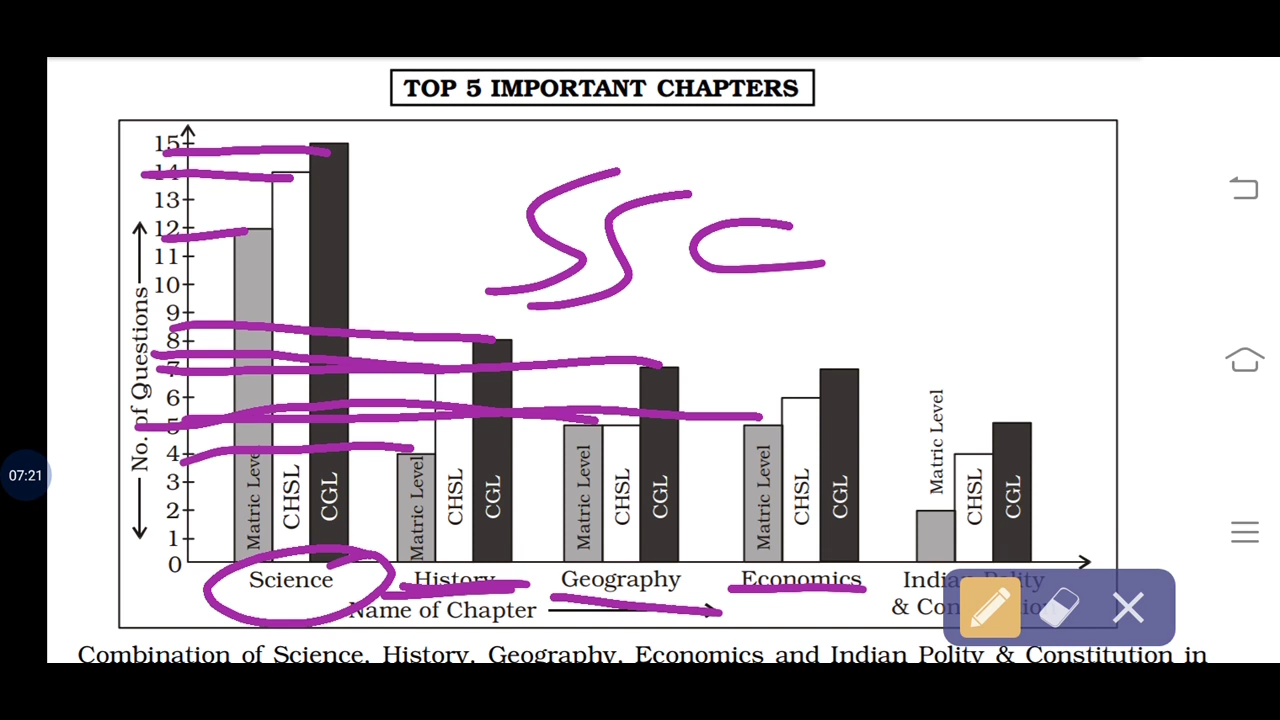 TOP 5 IMPORTANT CHAPTERS
SSC
15
14
13
12
11
10
9
8
7
6
5
4
3
2
1
0
No. of Questions
Matric Level CHSL CGL
Matric Level CHSL CGL
Matric Level CHSL CGL
Matric Level CHSL CGL
Matric Level CHSL CGL
07:21
Science History Geography Economics Indian Polity
Name of Chapter & Con
Combination of Science, History, Geography, Economics and Indian Polity & Constitution in